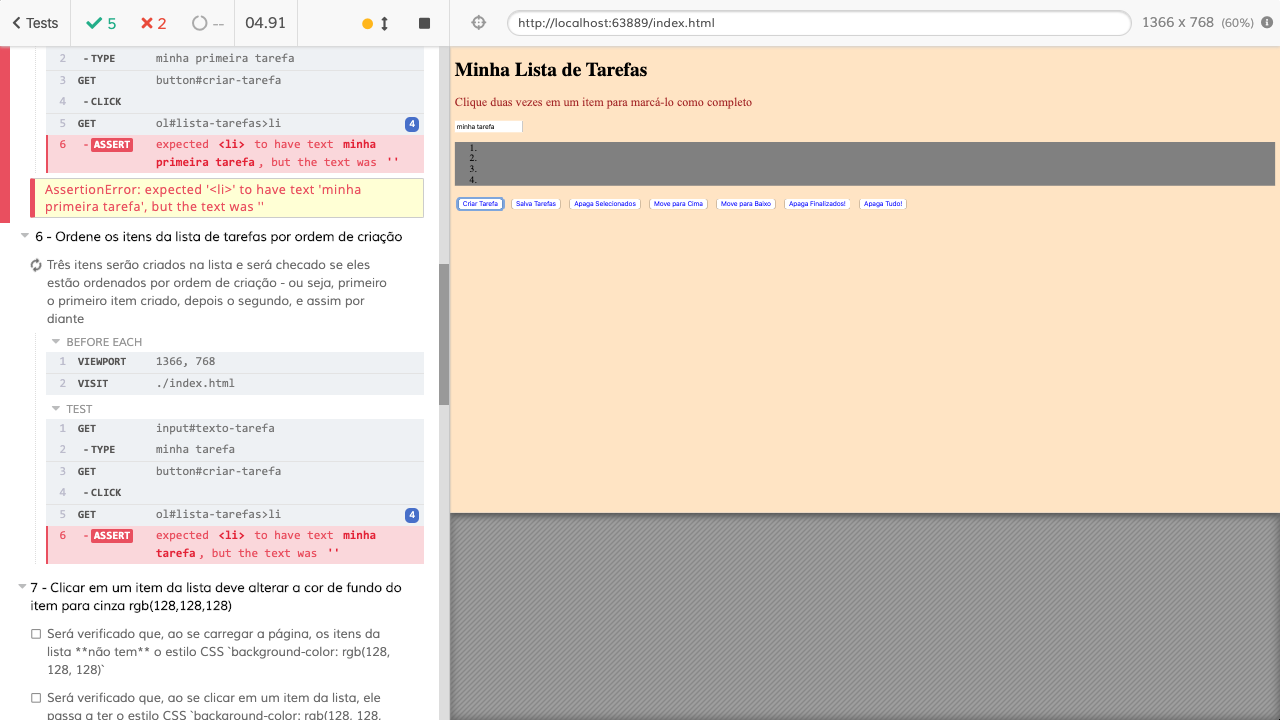 Tests
5
2
--
04.91
http://localhost:63889/index.html
1366 x 768 (60%)
2 - TYPE minha primeira tarefa
3 GET button#criar-tarefa
4 - CLICK
5 GET ol#lista-tarefas>li 4
6 - ASSERT expected <li> to have text minha
primeira tarefa, but the text was ''
AssertionError: expected '<li>' to have text 'minha
primeira tarefa', but the text was ''
6 - Ordene os itens da lista de tarefas por ordem de criação
Três itens serão criados na lista e será checado se eles
estão ordenados por ordem de criação - ou seja, primeiro
o primeiro item criado, depois o segundo, e assim por
diante
BEFORE EACH
1 VIEWPORT 1366, 768
2 VISIT ./index.html
TEST
1 GET input#texto-tarefa
2 - TYPE minha tarefa
3 GET button#criar-tarefa
4 - CLICK
5 GET ol#lista-tarefas>li 4
6 - ASSERT expected <li> to have text minha
tarefa, but the text was ''
7 - Clicar em um item da lista deve alterar a cor de fundo do
item para cinza rgb(128,128,128)
Será verificado que, ao se carregar a página, os itens da
lista **não tem** o estilo CSS `background-color: rgb(128,
128, 128)`
Será verificado que, ao se clicar em um item da lista, ele
passa a ter o estilo CSS `background-color: rgb(128, 128,
Minha Lista de Tarefas
Clique duas vezes em um item para marcá-lo como completo
minha tarefa
1.
2.
3.
4.
Criar Tarefa Salva Tarefas Apaga Selecionados Move para Cima Move para Baixo Apaga Finalizados! Apaga Tudo!